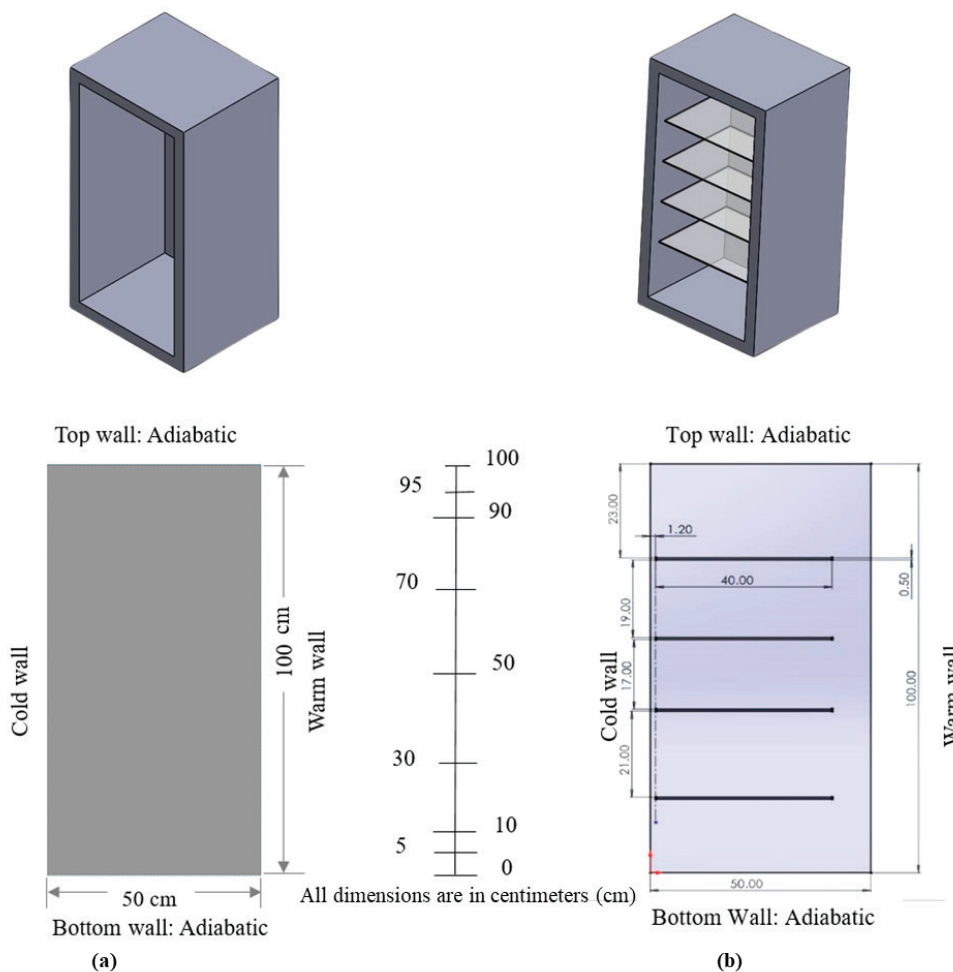 Top wall: Adiabatic
Cold wall
100 cm
Warm wall
50 cm
Bottom wall: Adiabatic
(a)
100
95
90
70
50
30
10
5
0
All dimensions are in centimeters (cm)
Top wall: Adiabatic
23.00
1.20
40.00
0.50
19.00
Cold wall
17.00
100.00
Warm wall
21.00
50.00
Bottom Wall: Adiabatic
(b)